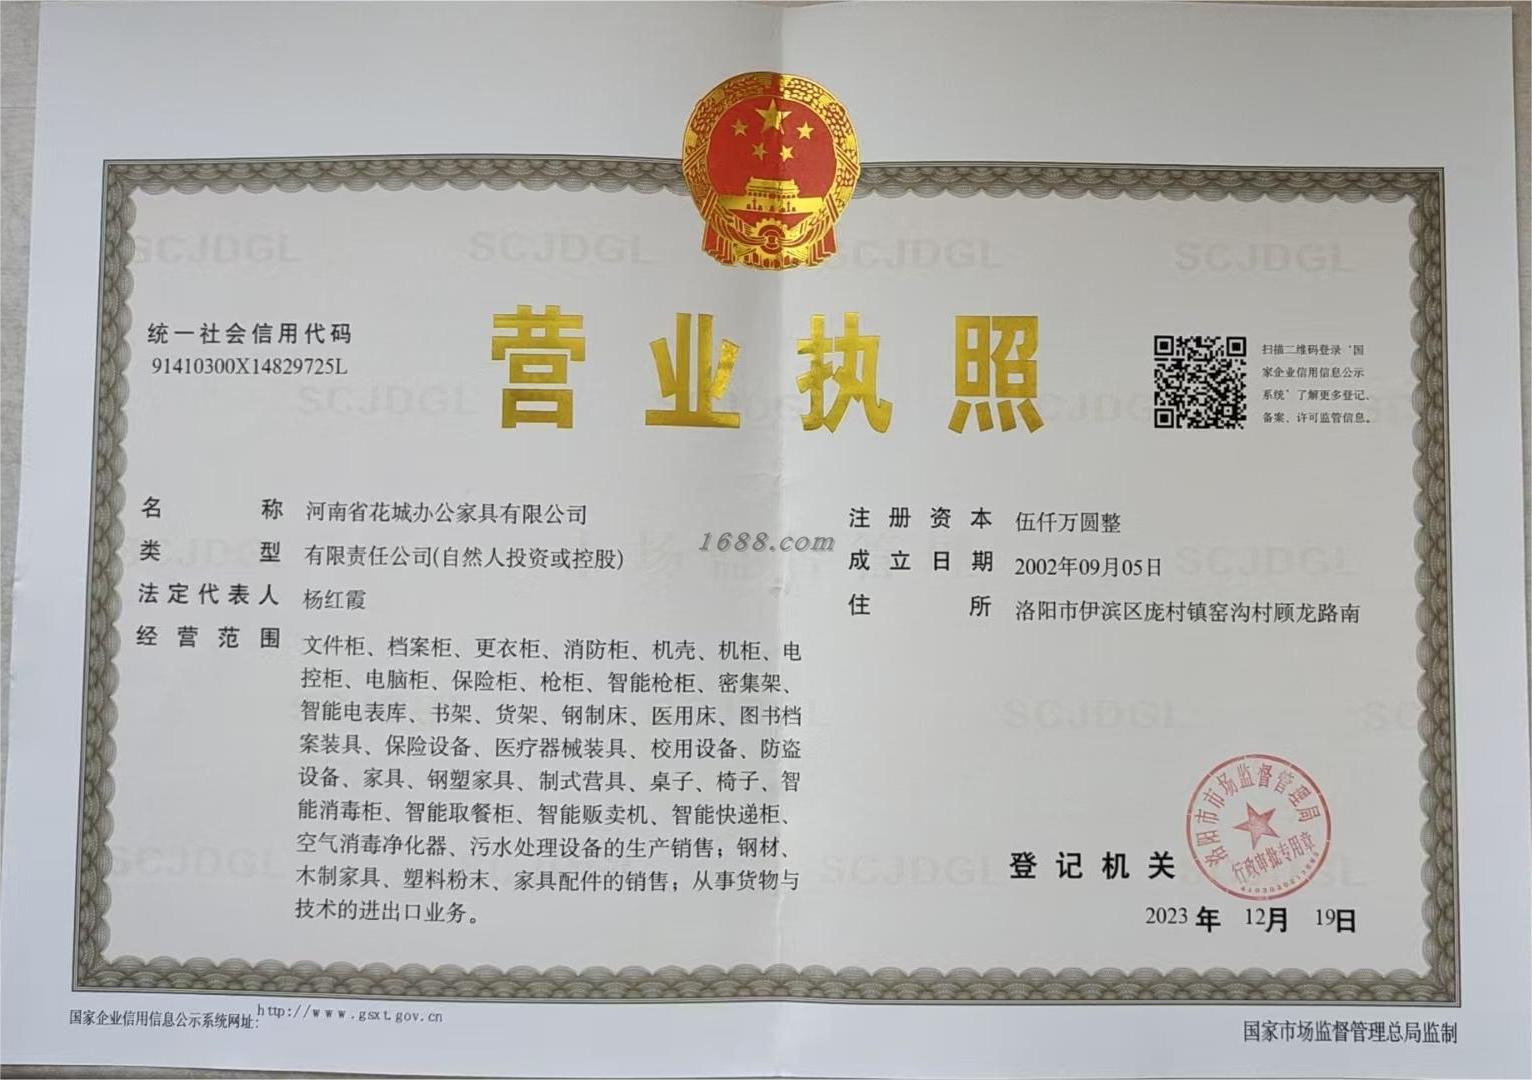 统一社会信用代码
91410300X14829725L
营业执照
扫描二维码登录‘国
家企业信用信息公示
系统’了解更多登记、
备案、许可监管信息。
名称 河南省花城办公家具有限公司
类型 有限责任公司(自然人投资或控股)
法定代表人 杨红霞
经营范围 文件柜、档案柜、更衣柜、消防柜、机壳、机柜、电
控柜、电脑柜、保险柜、枪柜、智能枪柜、密集架、
智能电表库、书架、货架、钢制床、医用床、图书档
案装具、保险设备、医疗器械装具、校用设备、防盗
设备、家具、钢塑家具、制式营具、桌子、椅子、智
能消毒柜、智能取餐柜、智能贩卖机、智能快递柜、
空气消毒净化器、污水处理设备的生产销售；钢材、
木制家具、塑料粉末、家具配件的销售；从事货物与
技术的进出口业务。
注册资本 伍仟万圆整
成立日期 2002年09月05日
住所 洛阳市伊滨区庞村镇窑沟村顾龙路南
1688.com
登记机关
洛阳市市场监督管理局
行政审批专用章
2023 年 12月 19日
国家企业信用信息公示系统网址：http://www.gsxt.gov.cn
国家市场监督管理总局监制
SCJDGL
SCJDGL
SCJDGL
SCJDGL
SCJDGL
SCJDGL
SCJDGL
SCJDGL
SCJDGL